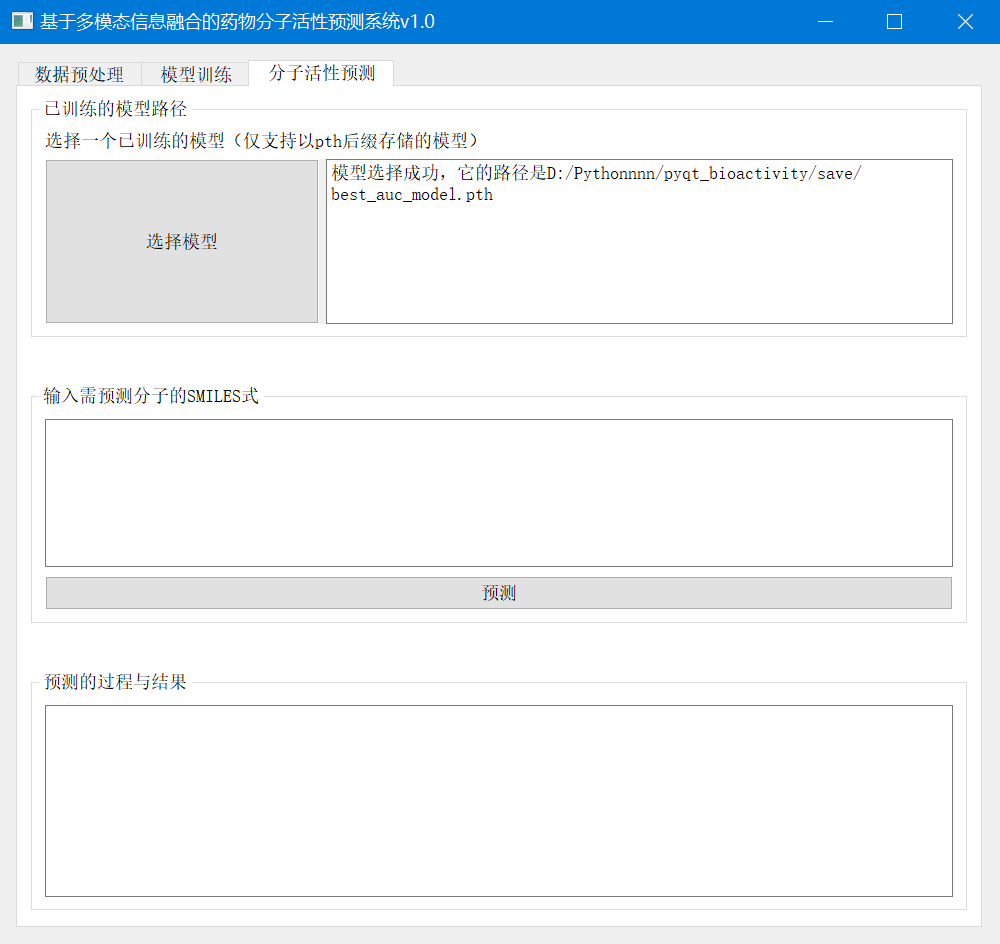 基于多模态信息融合的药物分子活性预测系统v1.0
数据预处理
模型训练
分子活性预测
已训练的模型路径
选择一个已训练的模型（仅支持以pth后缀存储的模型）
选择模型
模型选择成功，它的路径是D:/Pythonnnn/pyqt_bioactivity/save/
best_auc_model.pth
输入需预测分子的SMILES式
预测
预测的过程与结果